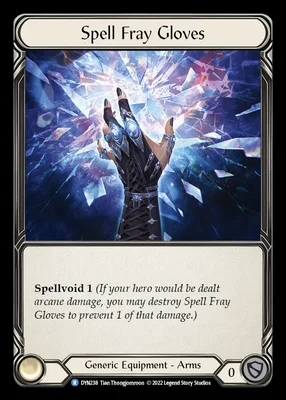 Spell Fray Gloves
Spellvoid 1 (If your hero would be dealt
arcane damage, you may destroy Spell Fray
Gloves to prevent 1 of that damage.)
Generic Equipment - Arms
0
R DYN238 Tian Thongjomroon © 2022 Legend Story Studios